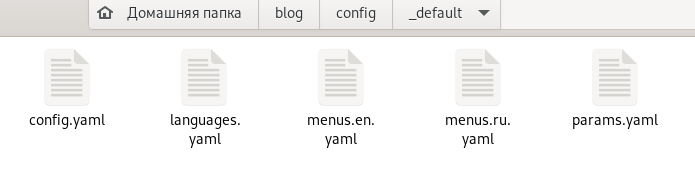 Домашняя папка blog config _default
config.yaml languages. menus.en. menus.ru. params.yaml
yaml yaml yaml